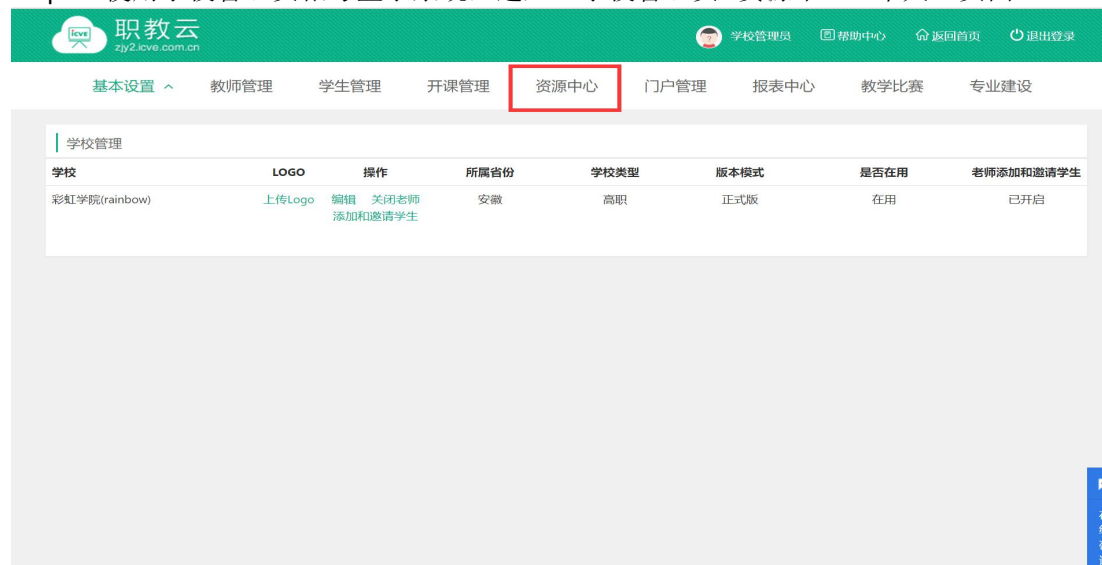 icve 职教云
zjy2.icve.com.cn
学校管理员 帮助中心 返回首页 退出登录
基本设置 教师管理 学生管理 开课管理 资源中心 门户管理 报表中心 教学比赛 专业建设
学校管理
学校 LOGO 操作 所属省份 学校类型 版本模式 是否在用 老师添加和邀请学生
彩虹学院(rainbow) 上传Logo 编辑 关闭老师 安徽 高职 正式版 在用 已开启
添加和邀请学生